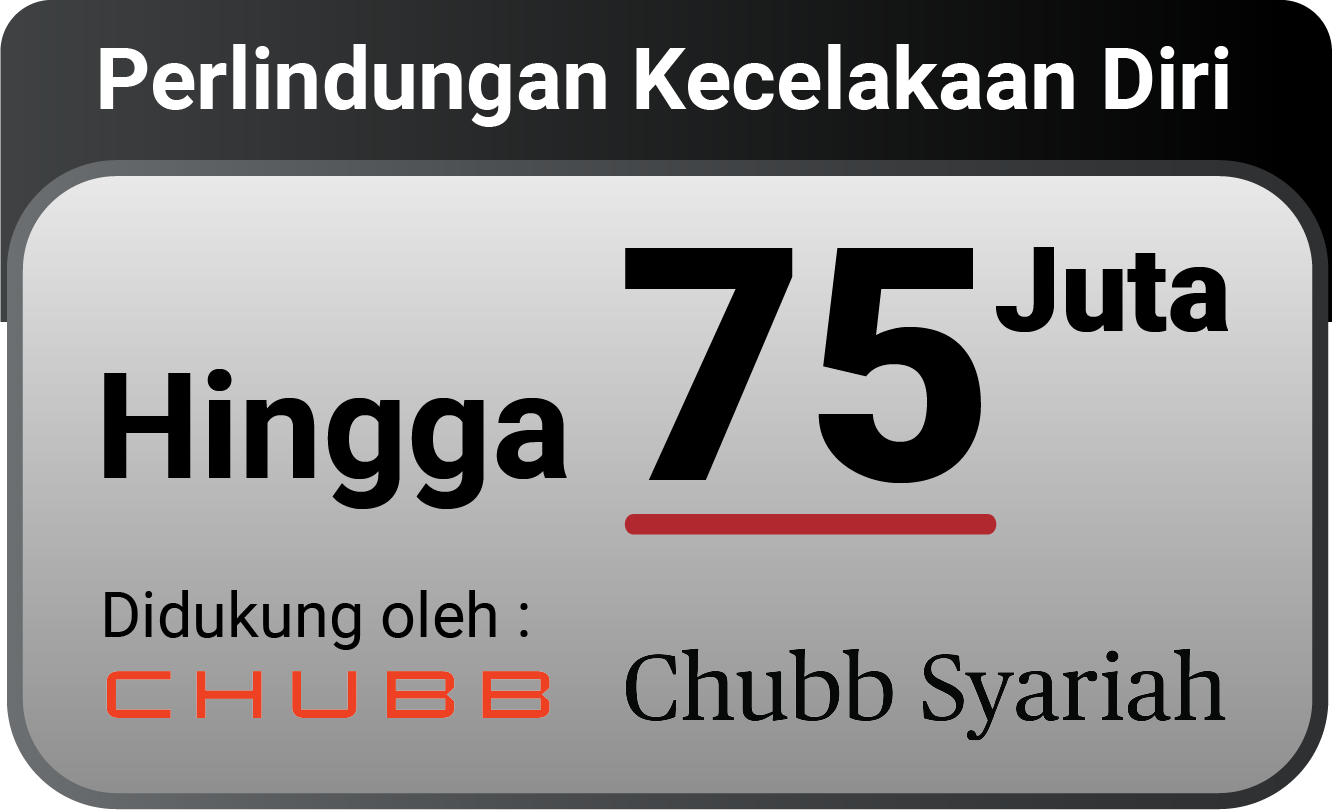 Perlindungan Kecelakaan Diri
Hingga 75 Juta
Didukung oleh :
CHUBB Chubb Syariah